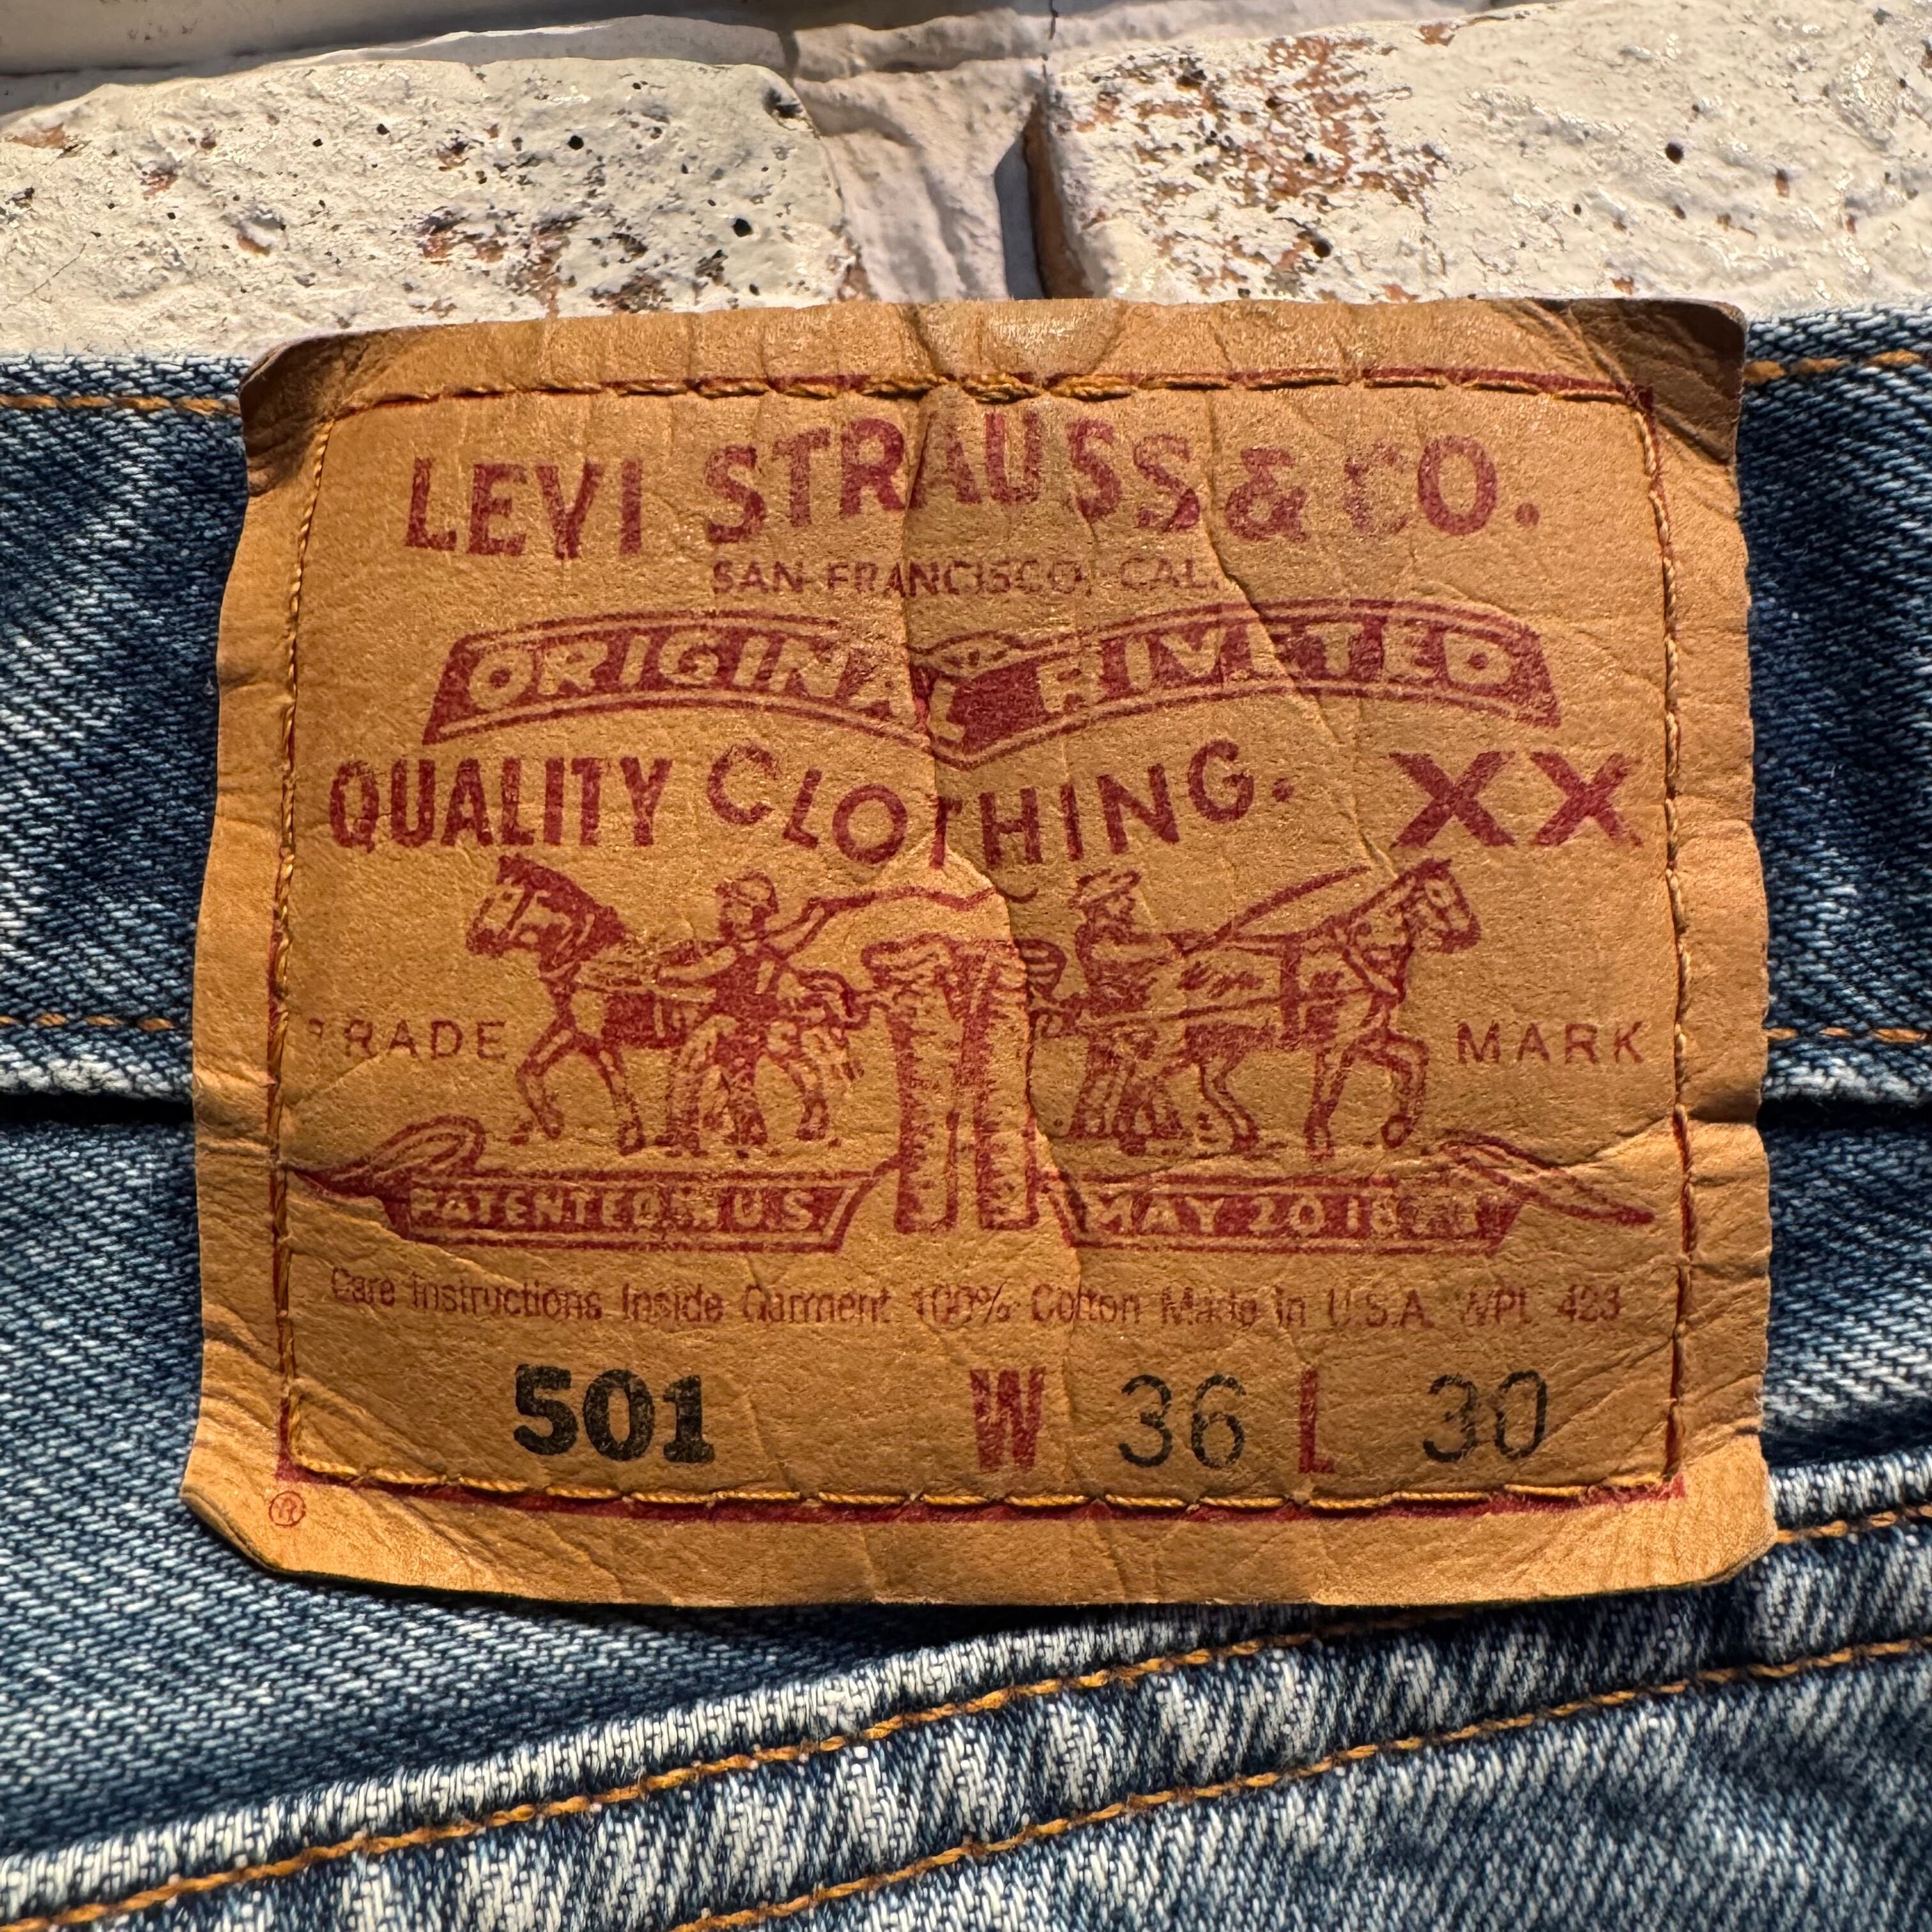 LEVI STRAUSS & CO.
SAN FRANCISCO, CAL.
ORIGINAL RIVETED
QUALITY CLOTHING. XX
TRADE MARK
PATENTED IN U.S. MAY 20 1873
Care Instructions Inside Garment 100% Cotton Made in U.S.A. WPL 423
501 W 36 L 30
®